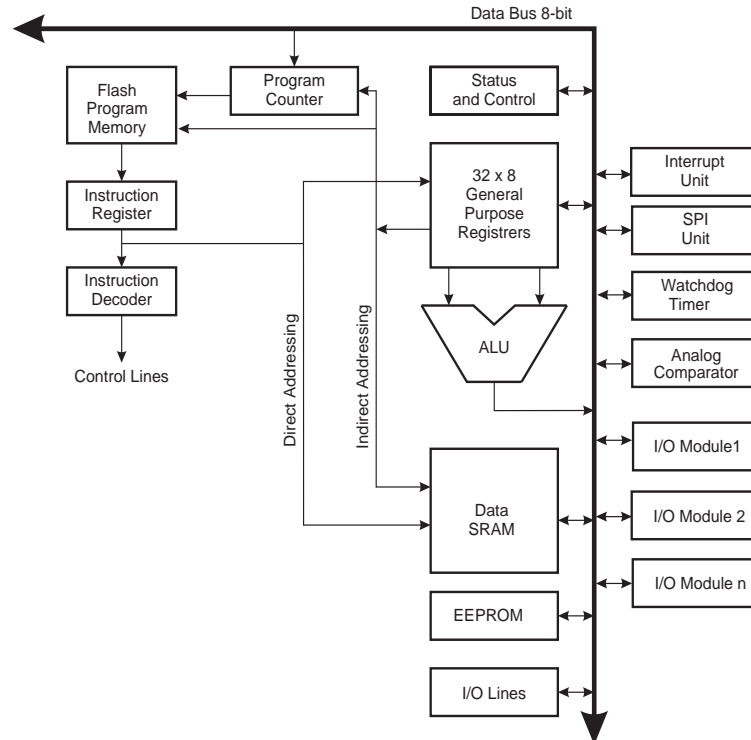 Data Bus 8-bit
Flash
Program
Memory
Program
Counter
Status
and Control
Instruction
Register
32 x 8
General
Purpose
Registrers
Interrupt
Unit
SPI
Unit
Instruction
Decoder
Watchdog
Timer
Control Lines
Direct Addressing
Indirect Addressing
ALU
Analog
Comparator
I/O Module1
Data
SRAM
I/O Module 2
I/O Module n
EEPROM
I/O Lines